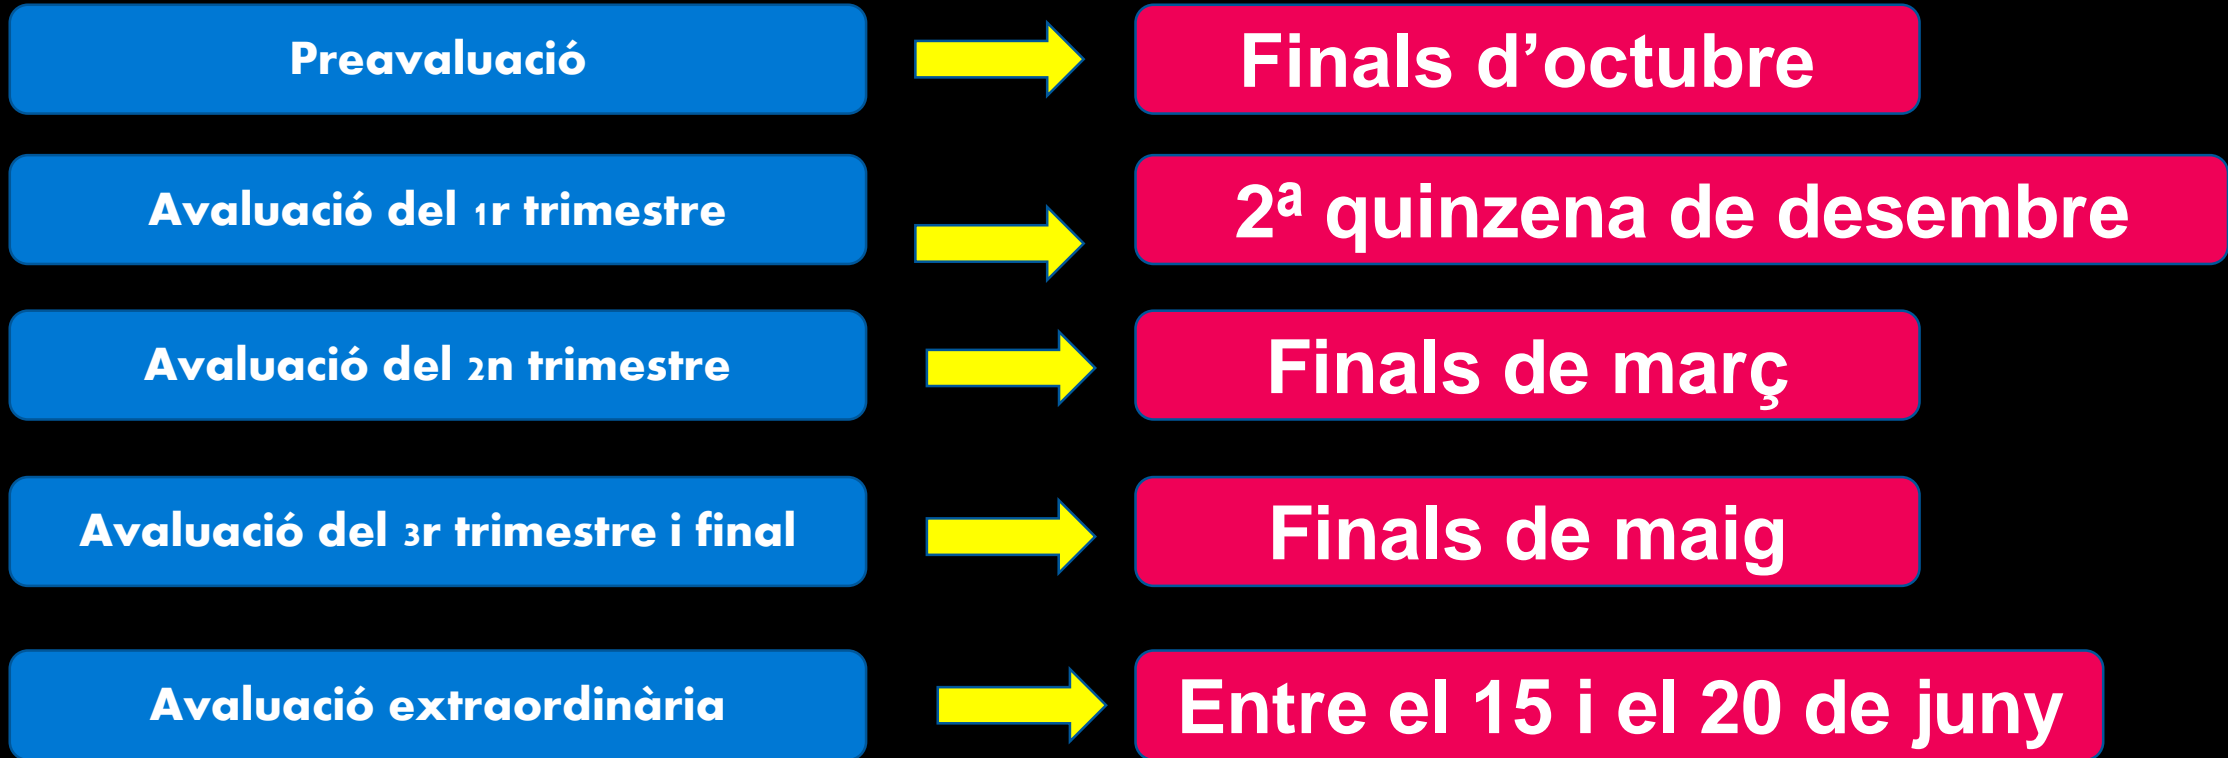 Preavaluació
Finals d’octubre
Avaluació del 1r trimestre
2ª quinzena de desembre
Avaluació del 2n trimestre
Finals de març
Avaluació del 3r trimestre i final
Finals de maig
Avaluació extraordinària
Entre el 15 i el 20 de juny